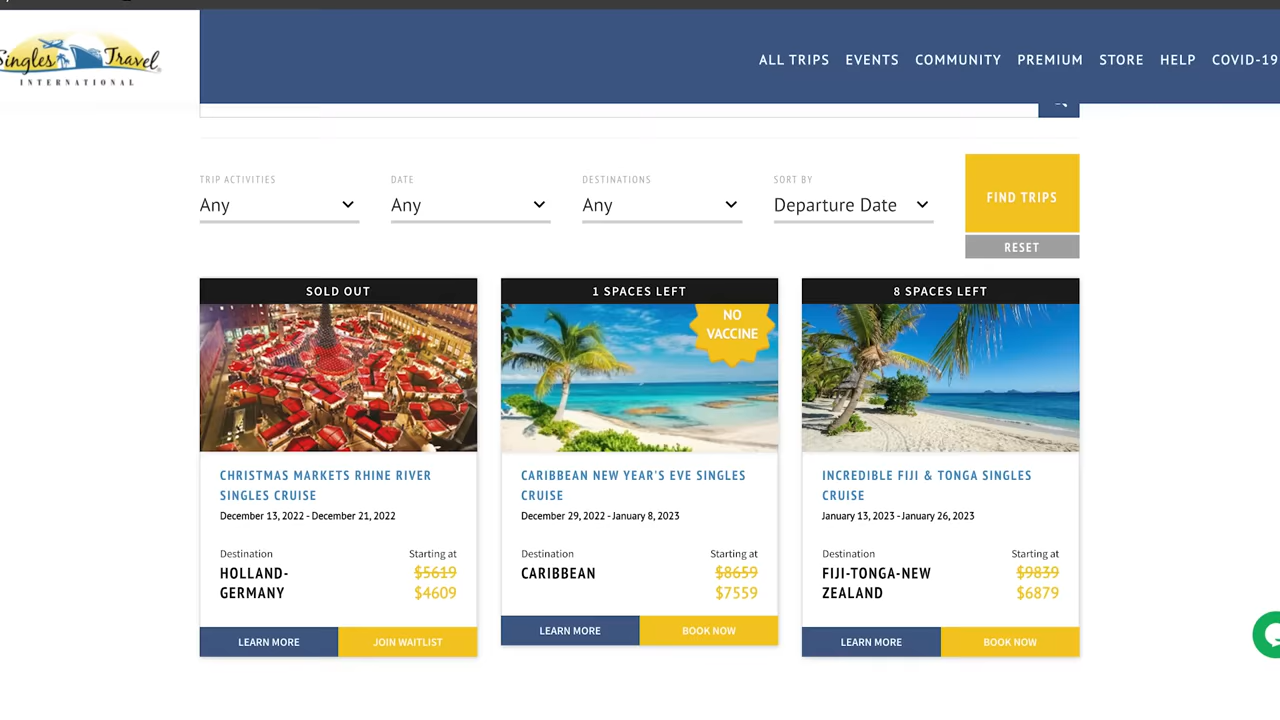 Singles Travel
INTERNATIONAL
ALL TRIPS EVENTS COMMUNITY PREMIUM STORE HELP COVID-19
TRIP ACTIVITIES
Any
DATE
Any
DESTINATIONS
Any
SORT BY
Departure Date
FIND TRIPS
RESET
SOLD OUT
CHRISTMAS MARKETS RHINE RIVER
SINGLES CRUISE
December 13, 2022 - December 21, 2022
Destination
HOLLAND-
GERMANY
Starting at
$5619
$4609
LEARN MORE
JOIN WAITLIST
1 SPACES LEFT
NO
VACCINE
CARIBBEAN NEW YEAR'S EVE SINGLES
CRUISE
December 29, 2022 - January 8, 2023
Destination
CARIBBEAN
Starting at
$8659
$7559
LEARN MORE
BOOK NOW
8 SPACES LEFT
INCREDIBLE FIJI & TONGA SINGLES
CRUISE
January 13, 2023 - January 26, 2023
Destination
FIJI-TONGA-NEW
ZEALAND
Starting at
$9839
$6879
LEARN MORE
BOOK NOW